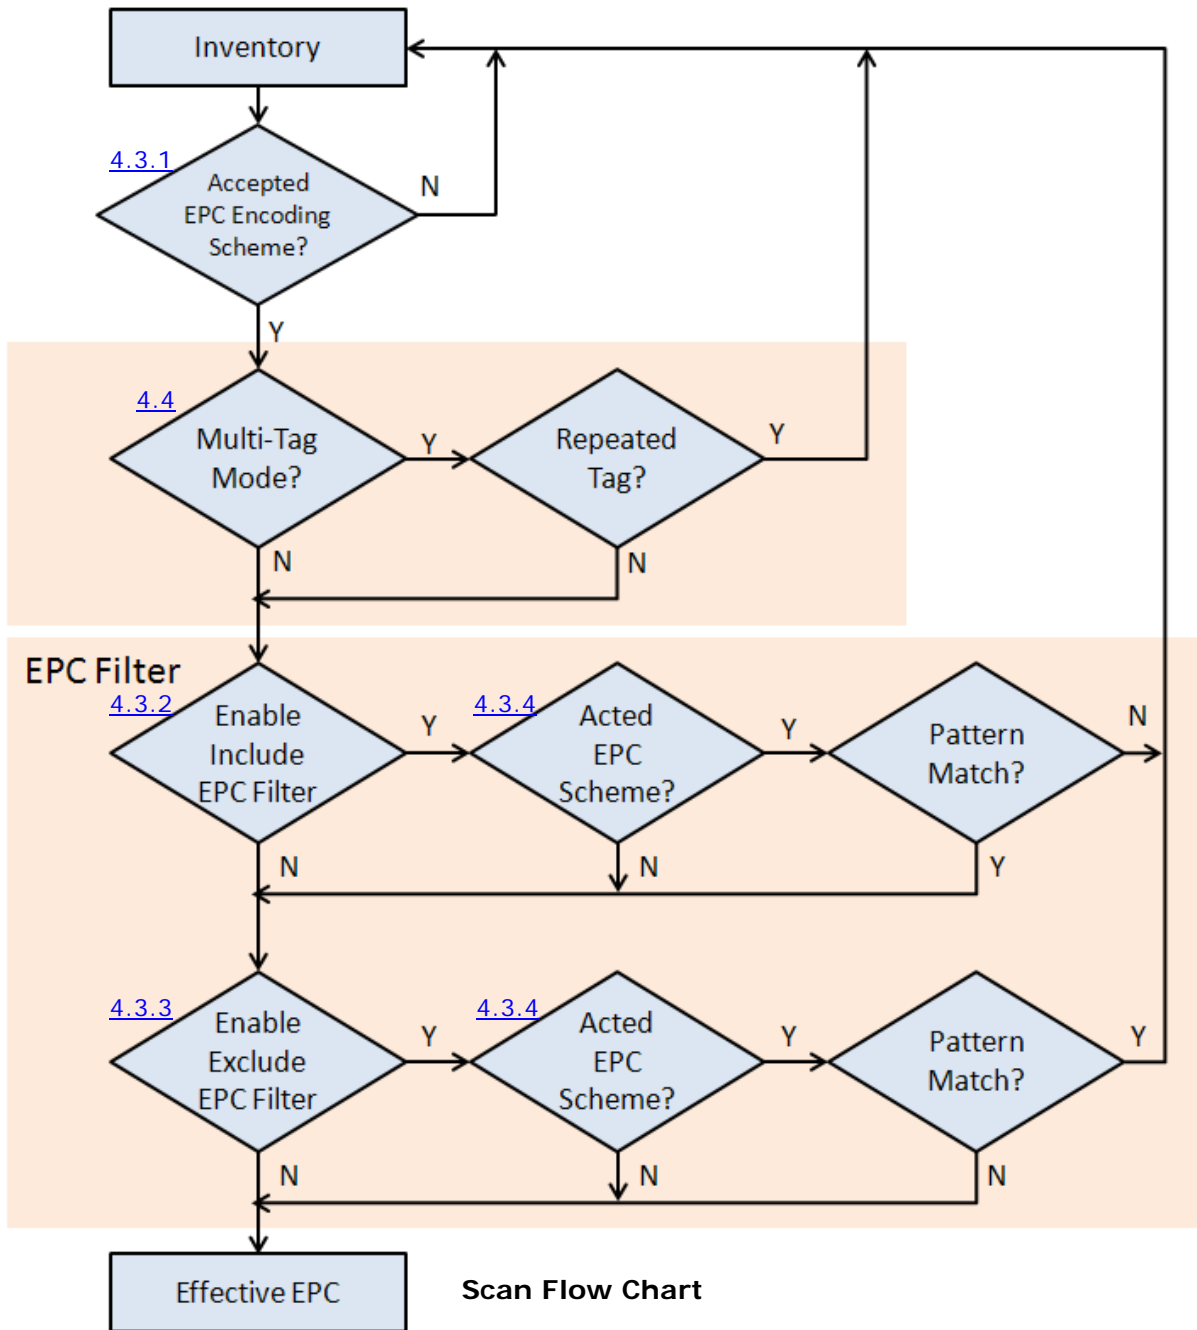 Inventory
4.3.1
Accepted
EPC Encoding
Scheme?
N
Y
4.4
Multi-Tag
Mode?
Y
Repeated
Tag?
Y
N
N
EPC Filter
4.3.2
Enable
Include
EPC Filter
Y
4.3.4
Acted
EPC
Scheme?
Y
Pattern
Match?
N
N
N
Y
4.3.3
Enable
Exclude
EPC Filter
Y
4.3.4
Acted
EPC
Scheme?
Y
Pattern
Match?
Y
N
N
N
Effective EPC
Scan Flow Chart